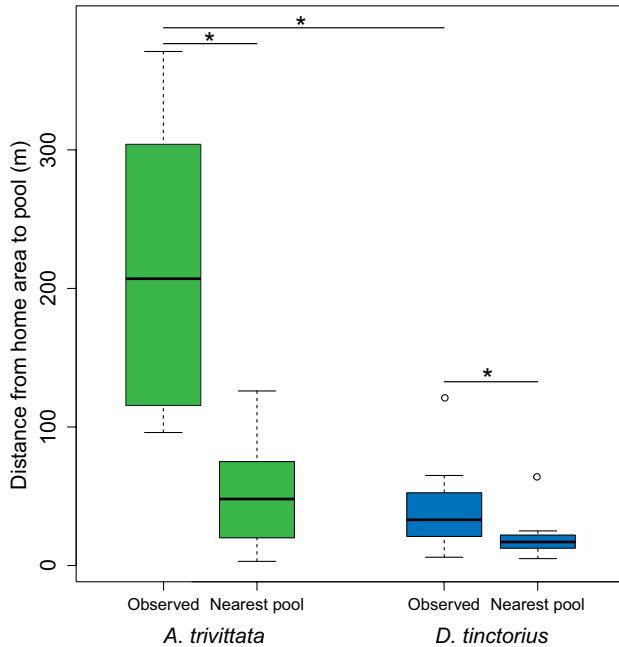 *
*
Distance from home area to pool (m)
300
200
100
0
*
Observed Nearest pool Observed Nearest pool
A. trivittata D. tinctorius